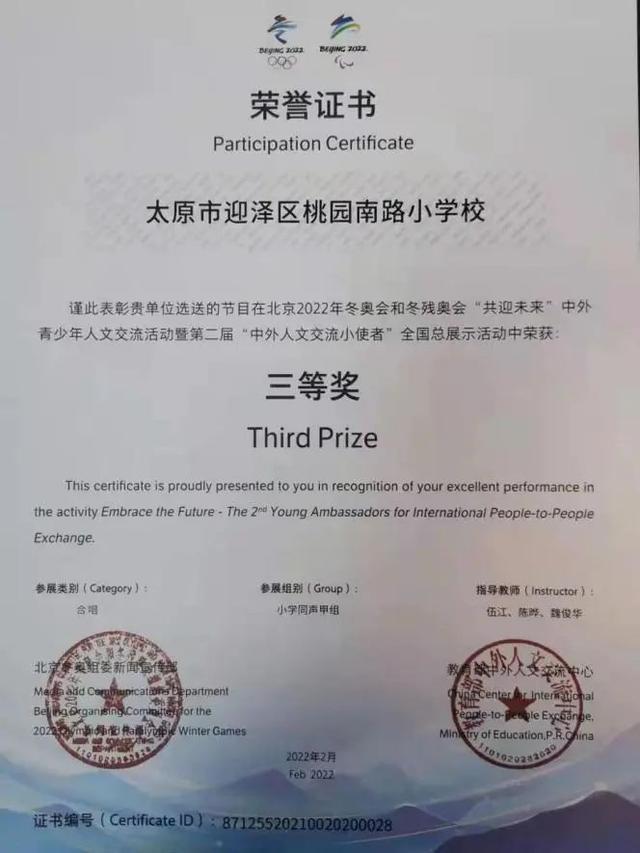 BEIJING 2022 BEIJING 2022
荣誉证书
Participation Certificate
太原市迎泽区桃园南路小学校
谨此表彰贵单位选送的节目在北京2022年冬奥会和冬残奥会“共迎未来”中外
青少年人文交流活动暨第二届“中外人文交流小使者”全国总展示活动中荣获：
三等奖
Third Prize
This certificate is proudly presented to you in recognition of your excellent performance in
the activity Embrace the Future - The 2nd Young Ambassadors for International People-to-People
Exchange.
参展类别（Category）: 参展组别（Group）: 指导教师（Instructor）:
合唱 小学同声甲组 伍江、陈晔、魏俊华
北京冬奥组委新闻宣传部 教育部中外人文交流中心
Media and Communications Department China Center for International
Beijing Organising Committee for the People-to-People Exchange,
2022 Olympic and Paralympic Winter Games Ministry of Education,P.R.China
2022年2月
Feb 2022
证书编号（Certificate ID）: 87125520210020200028